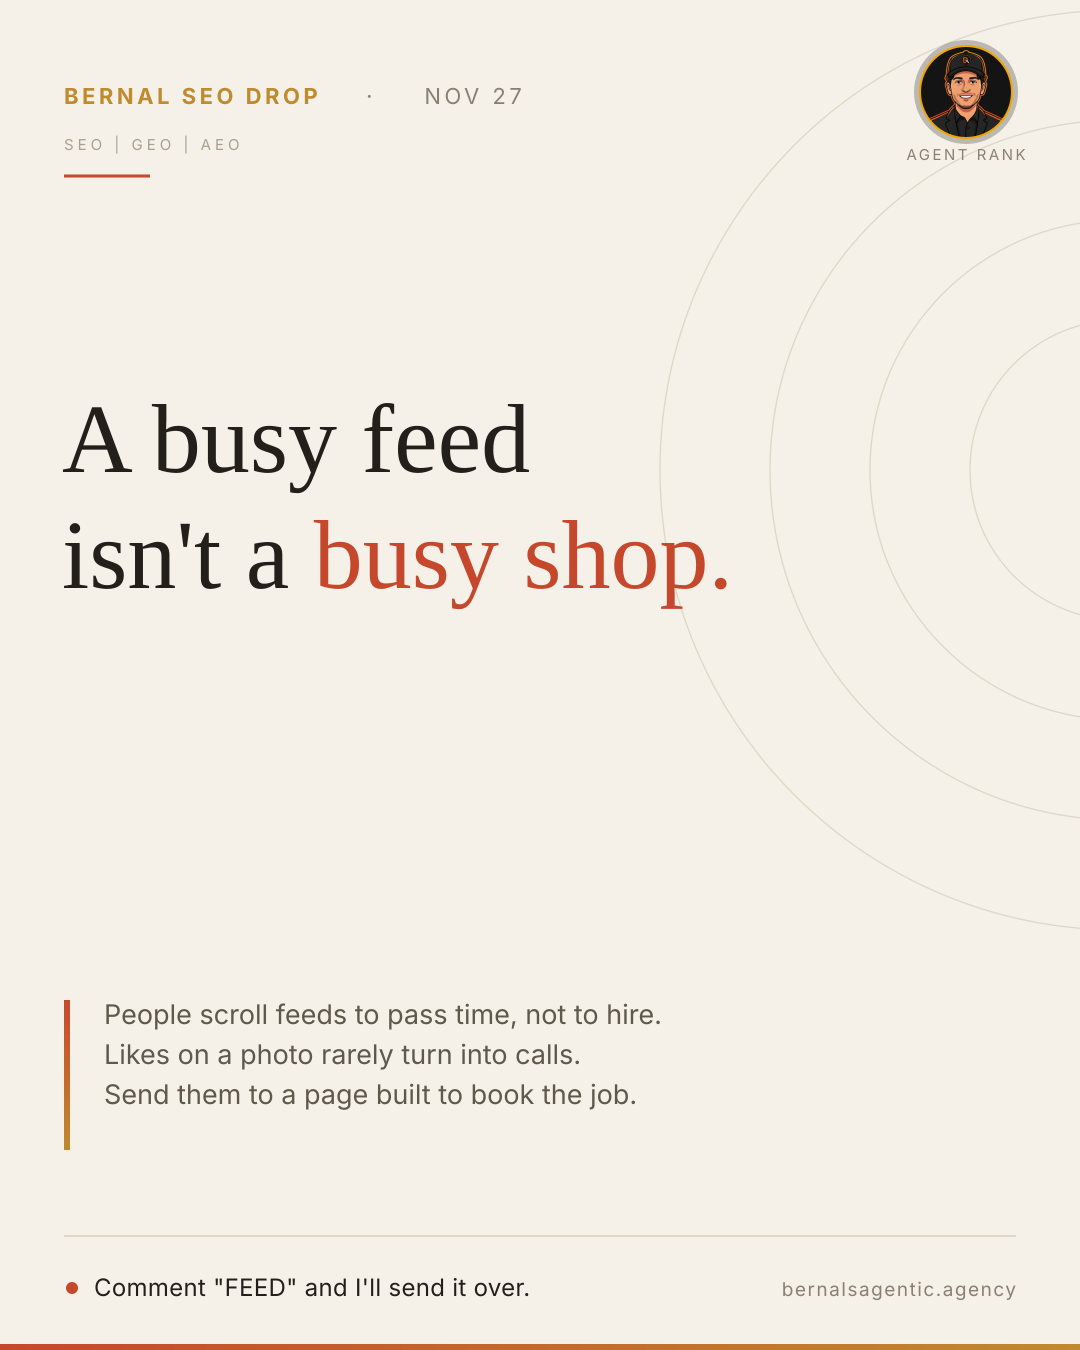 BERNAL SEO DROP · NOV 27
SEO | GEO | AEO
AGENT RANK
A busy feed
isn't a busy shop.
People scroll feeds to pass time, not to hire.
Likes on a photo rarely turn into calls.
Send them to a page built to book the job.
Comment "FEED" and I'll send it over.
bernalsagentic.agency